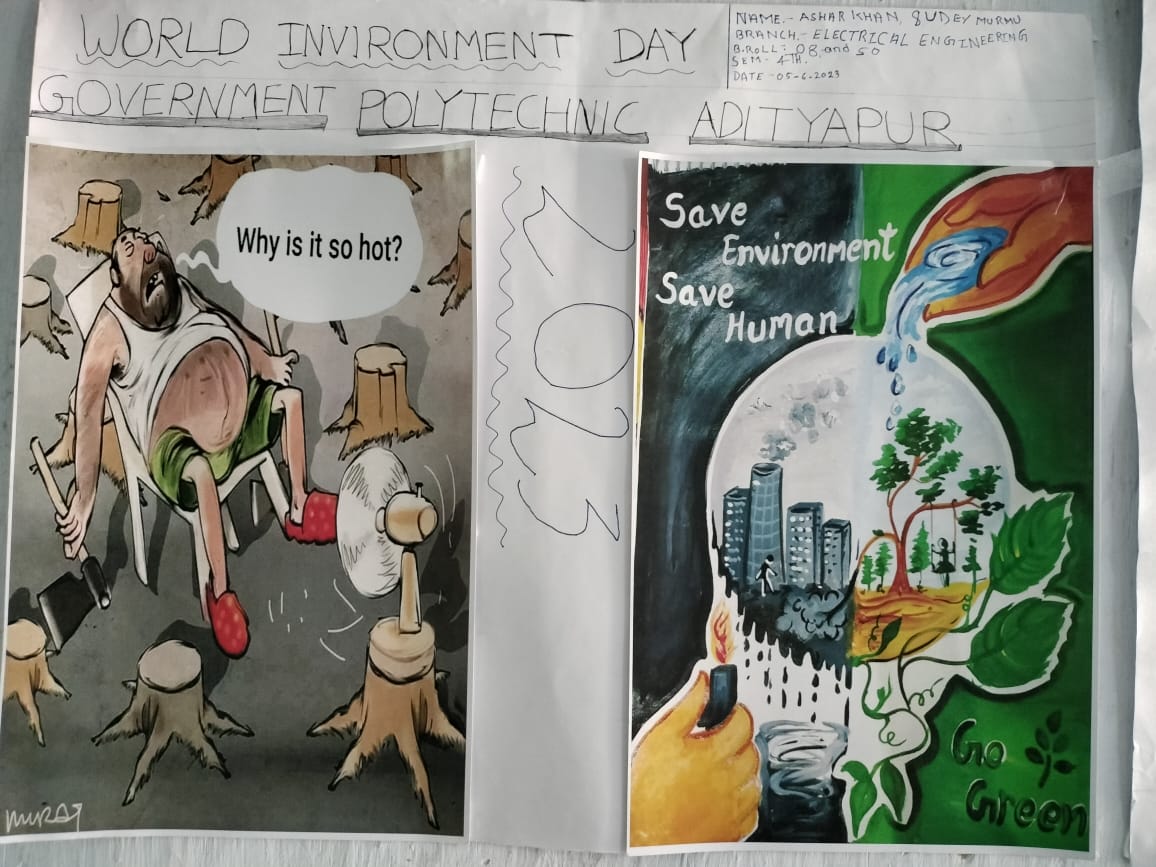 WORLD INVIRONMENT DAY
NAME.- ASHAR KHAN, SUDEY MURMU
BRANCH.- ELECTRICAL ENGINEERING
B.ROLL: 08 and 50
SEM- 4TH.
DATE -05-6-2023
GOVERNMENT POLYTECHNIC ADITYAPUR
Why is it so hot?
2023
Save
Environment
Save
Human
Go
Green
MURAT